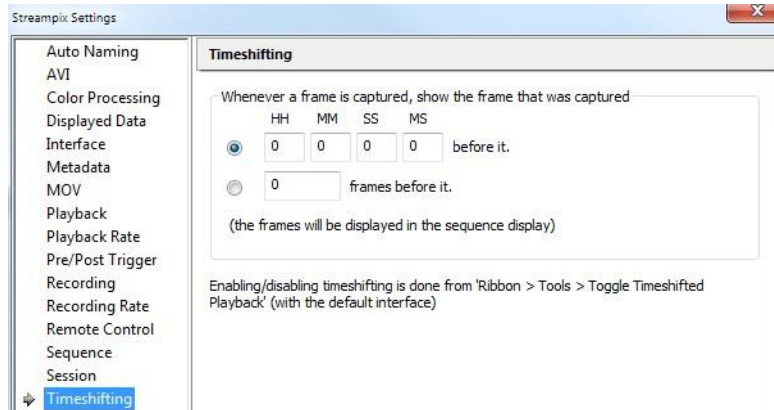 Streampix Settings
Auto Naming
AVI
Color Processing
Displayed Data
Interface
Metadata
MOV
Playback
Playback Rate
Pre/Post Trigger
Recording
Recording Rate
Remote Control
Sequence
Session
Timeshifting
Timeshifting
Whenever a frame is captured, show the frame that was captured
HH MM SS MS
0 0 0 0 before it.
0 frames before it.
(the frames will be displayed in the sequence display)
Enabling/disabling timeshifting is done from 'Ribbon > Tools > Toggle Timeshifted
Playback' (with the default interface)